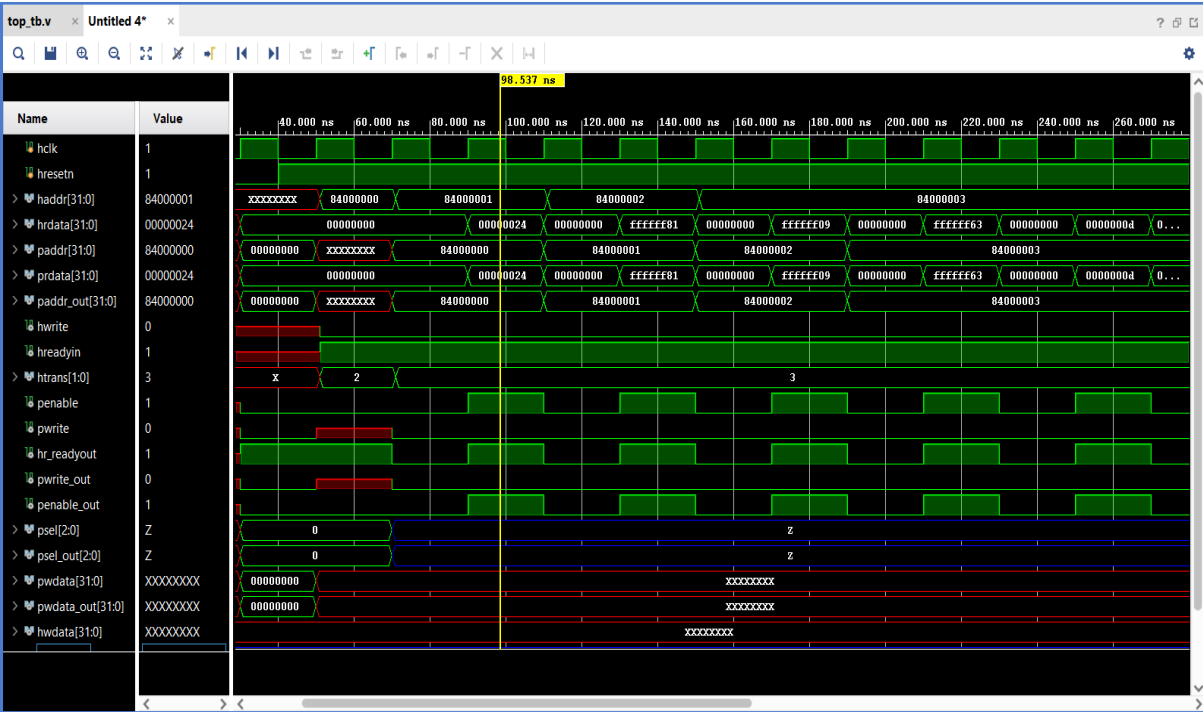 top_tb.v × Untitled 4* ×
98.537 ns
Name Value
40.000 ns 60.000 ns 80.000 ns 100.000 ns 120.000 ns 140.000 ns 160.000 ns 180.000 ns 200.000 ns 220.000 ns 240.000 ns 260.000 ns
hclk 1
hresetn 1
haddr[31:0] 84000001 XXXXXXXX 84000000 84000001 84000002 84000003
hrdata[31:0] 00000024 00000000 00000024 00000000 ffffff81 00000000 ffffff09 00000000 ffffff63 00000000 0000000d 0...
paddr[31:0] 84000000 00000000 XXXXXXXX 84000000 84000001 84000002 84000003
prdata[31:0] 00000024 00000000 00000024 00000000 ffffff81 00000000 ffffff09 00000000 ffffff63 00000000 0000000d 0...
paddr_out[31:0] 84000000 00000000 XXXXXXXX 84000000 84000001 84000002 84000003
hwrite 0
hreadyin 1
htrans[1:0] 3 X 2 3
penable 1
pwrite 0
hr_readyout 1
pwrite_out 0
penable_out 1
psel[2:0] Z 0 Z
psel_out[2:0] Z 0 Z
pwdata[31:0] XXXXXXXX 00000000 XXXXXXXX
pwdata_out[31:0] XXXXXXXX 00000000 XXXXXXXX
hwdata[31:0] XXXXXXXX XXXXXXXX